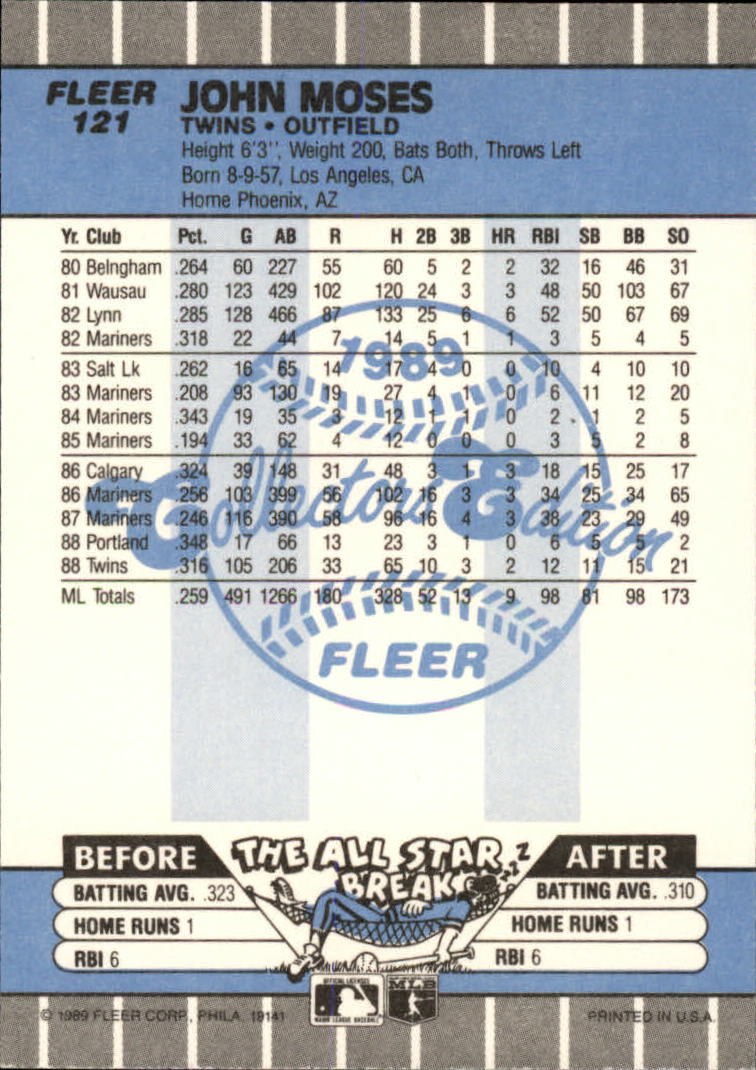 FLEER
121
JOHN MOSES
TWINS • OUTFIELD
Height 6'3", Weight 200, Bats Both, Throws Left
Born 8-9-57, Los Angeles, CA
Home Phoenix, AZ
Yr. Club Pct. G AB R H 2B 3B HR RBI SB BB SO
80 Belngham .264 60 227 55 60 5 2 2 32 16 46 31
81 Wausau .280 123 429 102 120 24 3 3 48 50 103 67
82 Lynn .285 128 466 87 133 25 6 6 52 50 67 69
82 Mariners .318 22 44 7 14 5 1 1 3 5 4 5
83 Salt Lk .262 16 65 14 17 4 0 0 10 4 10 10
83 Mariners .208 93 130 19 27 4 1 0 6 11 12 20
84 Mariners .343 19 35 3 12 1 1 0 2 1 2 5
85 Mariners .194 33 62 4 12 0 0 0 3 5 2 8
86 Calgary .324 39 148 31 48 3 1 3 18 15 25 17
86 Mariners .256 103 399 56 102 16 3 3 34 25 34 65
87 Mariners .246 116 390 58 96 16 4 3 38 23 29 49
88 Portland .348 17 66 13 23 3 1 0 6 5 5 2
88 Twins .316 105 206 33 65 10 3 2 12 11 15 21
ML Totals .259 491 1266 180 328 52 13 9 98 81 98 173
1989
Collectors' Edition
FLEER
BEFORE THE ALL STAR BREAK AFTER
ZZZ
BATTING AVG. .323 BATTING AVG. .310
HOME RUNS 1 HOME RUNS 1
RBI 6 RBI 6
OFFICIAL LICENSEE
MAJOR LEAGUE BASEBALL
MLB
© 1989 FLEER CORP., PHILA. 19141 PRINTED IN U.S.A.